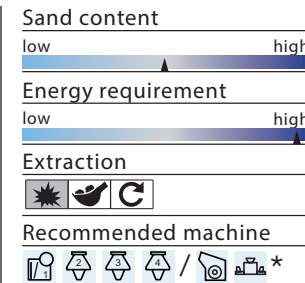 Sand content
low high
Energy requirement
low high
Extraction
C
Recommended machine
1 2 3 4 / *